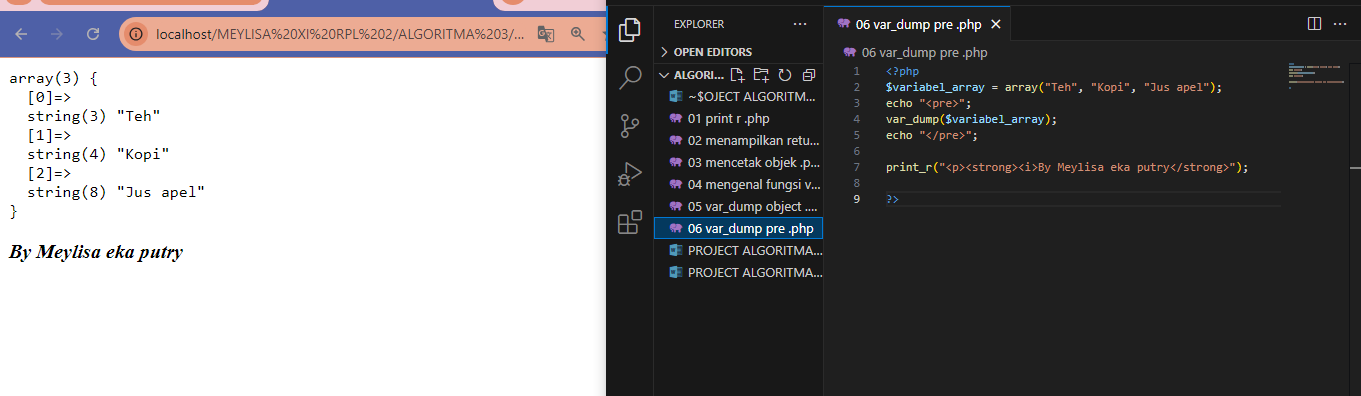 localhost/MEYLISA%20XI%20RPL%202/ALGORITMA%203/...
array(3) {
  [0]=>
  string(3) "Teh"
  [1]=>
  string(4) "Kopi"
  [2]=>
  string(8) "Jus apel"
}
By Meylisa eka putry
EXPLORER
OPEN EDITORS
ALGORI...
~$OJECT ALGORITM...
01 print r .php
02 menampilkan retu...
03 mencetak objek .p...
04 mengenal fungsi v...
05 var_dump object ....
06 var_dump pre .php
PROJECT ALGORITMA...
PROJECT ALGORITMA...
06 var_dump pre .php
06 var_dump pre .php
1 <?php
2 $variabel_array = array("Teh", "Kopi", "Jus apel");
3 echo "<pre>";
4 var_dump($variabel_array);
5 echo "</pre>";
6
7 print_r("<p><strong><i>By Meylisa eka putry</strong>");
8
9 ?>